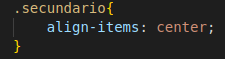 .secundario{
    align-items: center;
}